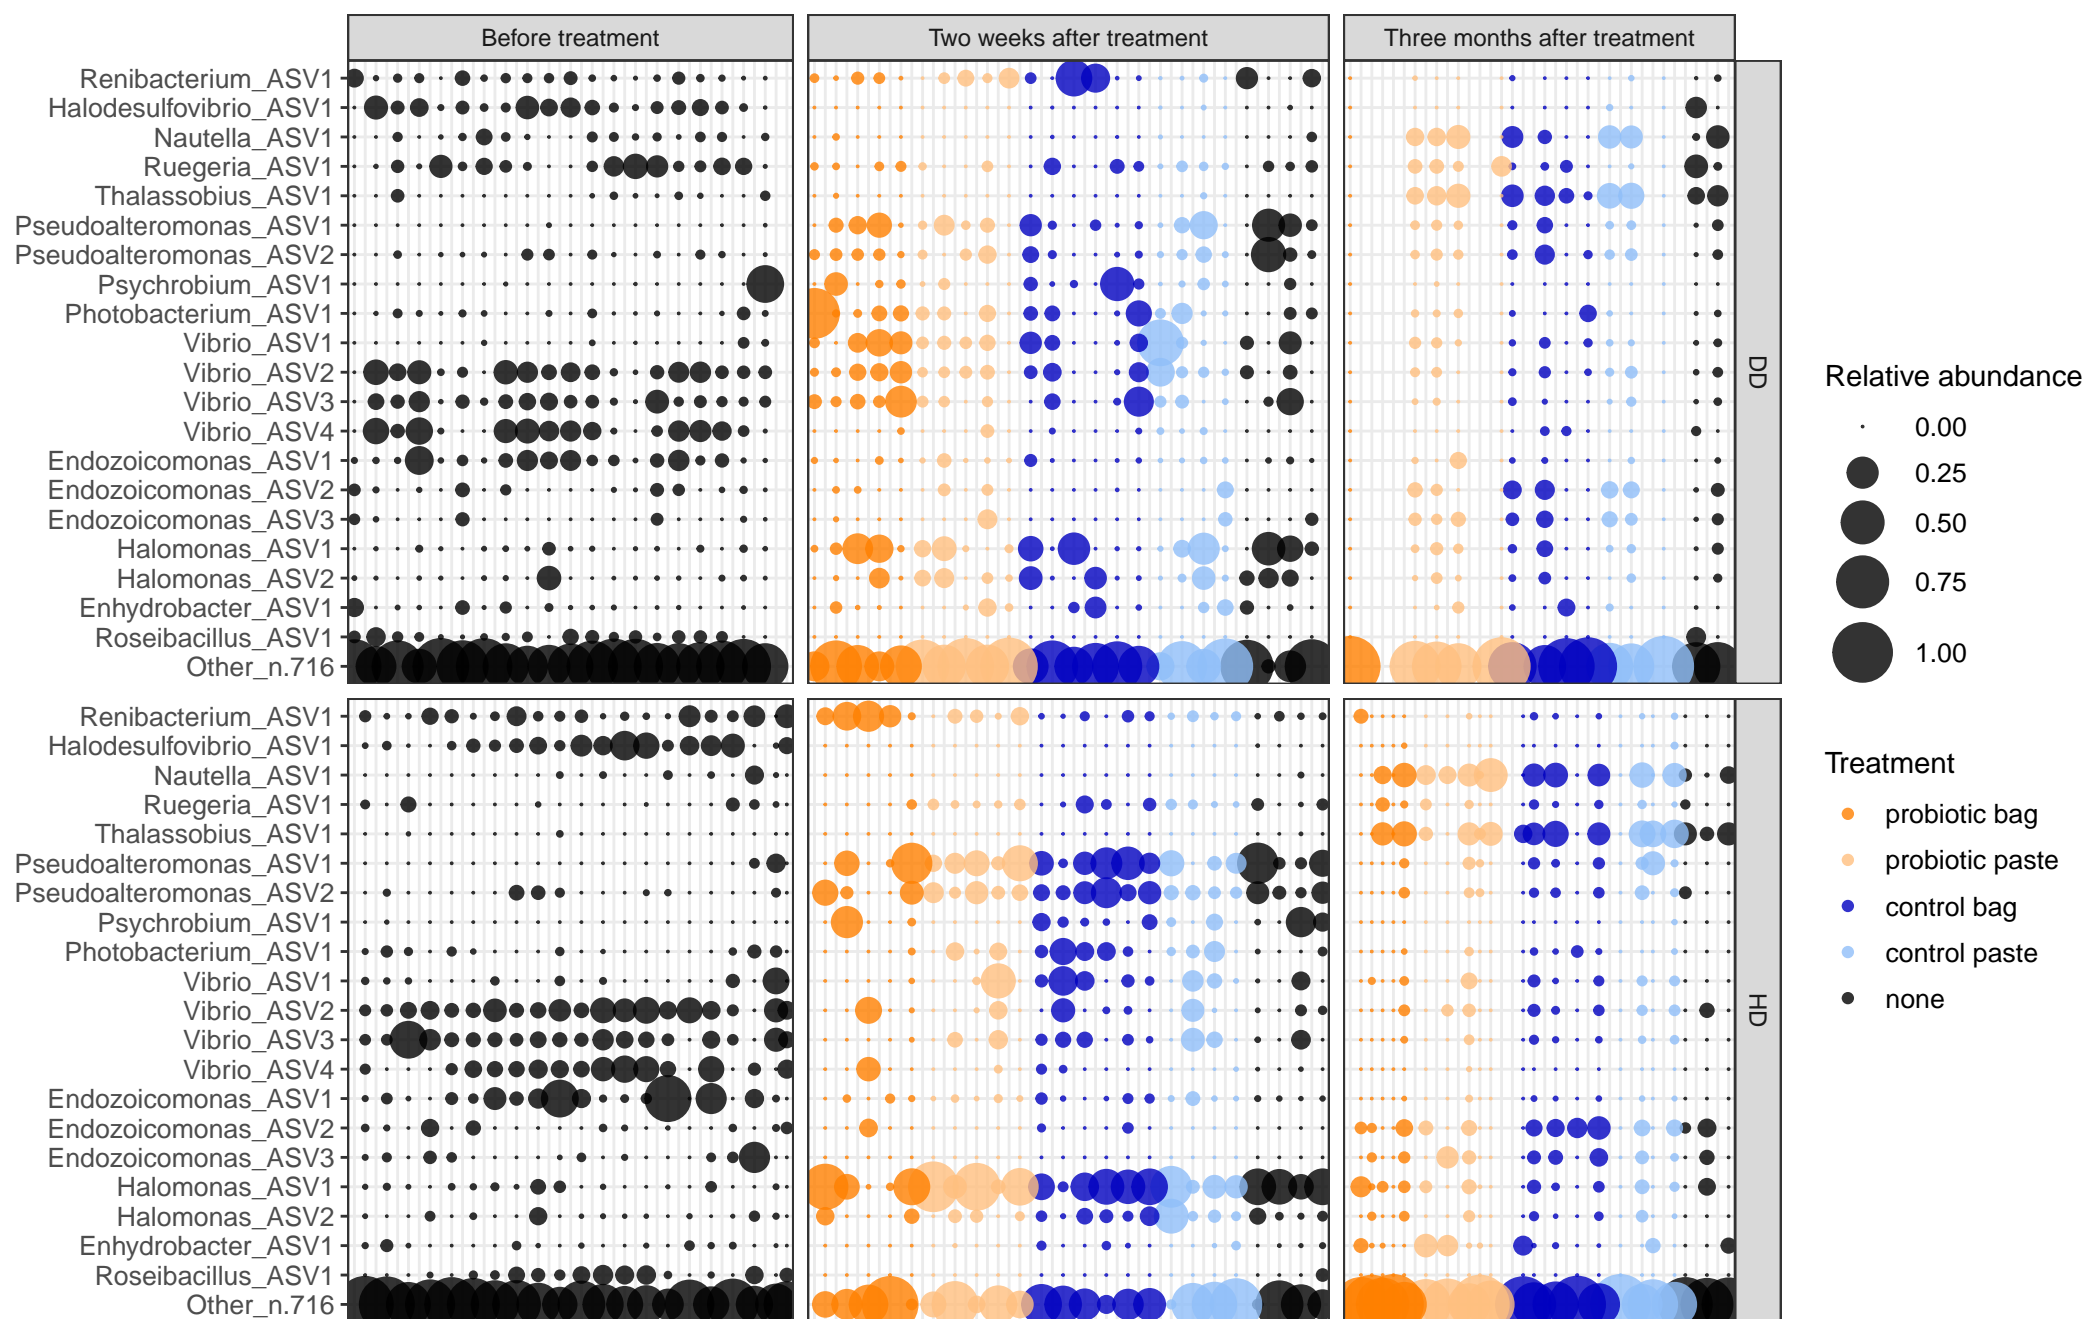 Before treatment
Two weeks after treatment
Three months after treatment
Renibacterium_ASV1
Halodesulfovibrio_ASV1
Nautella_ASV1
Ruegeria_ASV1
Thalassobius_ASV1
Pseudoalteromonas_ASV1
Pseudoalteromonas_ASV2
Psychrobium_ASV1
Photobacterium_ASV1
Vibrio_ASV1
Vibrio_ASV2
Vibrio_ASV3
Vibrio_ASV4
Endozoicomonas_ASV1
Endozoicomonas_ASV2
Endozoicomonas_ASV3
Halomonas_ASV1
Halomonas_ASV2
Enhydrobacter_ASV1
Roseibacillus_ASV1
Other_n.716
DD
Renibacterium_ASV1
Halodesulfovibrio_ASV1
Nautella_ASV1
Ruegeria_ASV1
Thalassobius_ASV1
Pseudoalteromonas_ASV1
Pseudoalteromonas_ASV2
Psychrobium_ASV1
Photobacterium_ASV1
Vibrio_ASV1
Vibrio_ASV2
Vibrio_ASV3
Vibrio_ASV4
Endozoicomonas_ASV1
Endozoicomonas_ASV2
Endozoicomonas_ASV3
Halomonas_ASV1
Halomonas_ASV2
Enhydrobacter_ASV1
Roseibacillus_ASV1
Other_n.716
HD
Relative abundance
0.00
0.25
0.50
0.75
1.00
Treatment
probiotic bag
probiotic paste
control bag
control paste
none